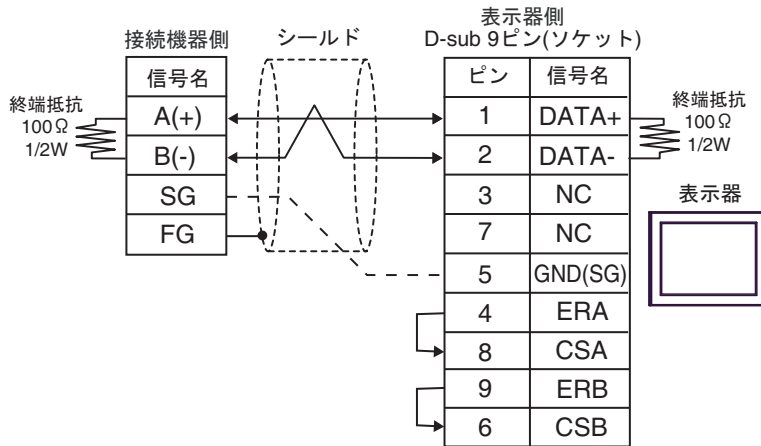 表示器側
接続機器側 シールド D-sub 9ピン(ソケット)
信号名 ピン 信号名
終端抵抗
100Ω
1/2W
A(+) 1 DATA+
B(-) 2 DATA-
終端抵抗
100Ω
1/2W
SG 3 NC
表示器
FG 7 NC
5 GND(SG)
4 ERA
8 CSA
9 ERB
6 CSB